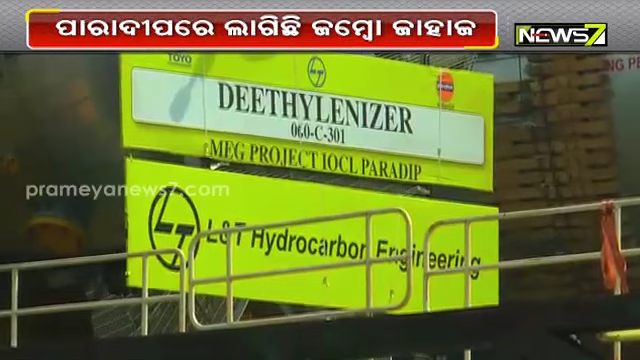 ପାରାଦୀପରେ ଲାଗିଛି ଜମ୍ବୋ ଜାହାଜ
NEWS7
TOYO
DEETHYLENIZER
060-C-301
MEG PROJECT IOCL PARADIP
prameyanews7.com
L&T Hydrocarbon Engineering